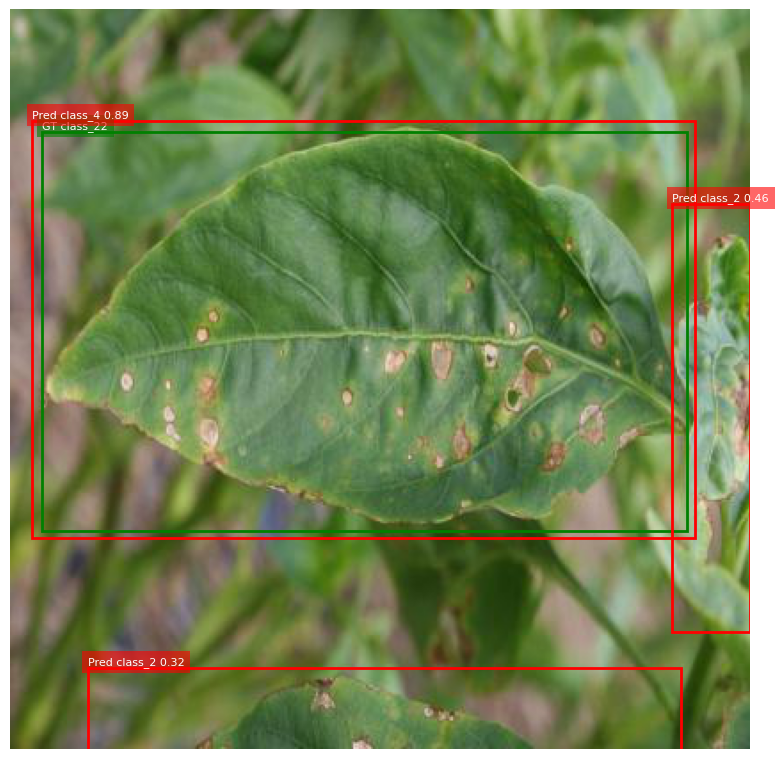 Pred class_4 0.89
GT class_22
Pred class_2 0.46
Pred class_2 0.32